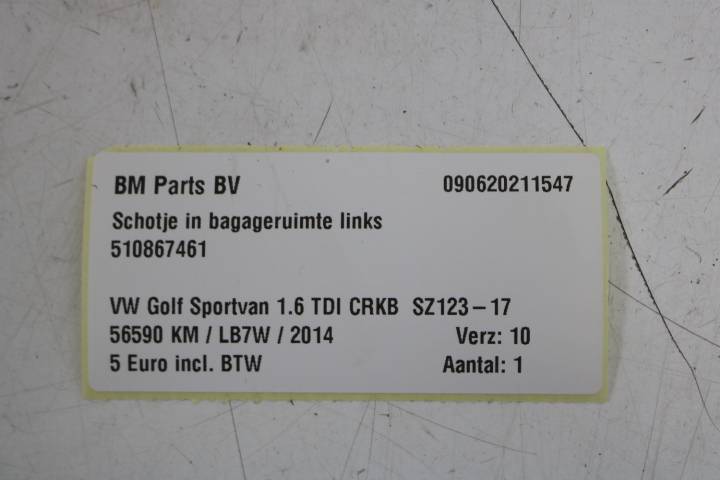 BM Parts BV 090620211547
Schotje in bagageruimte links
510867461
VW Golf Sportvan 1.6 TDI CRKB SZ123-17
56590 KM / LB7W / 2014 Verz: 10
5 Euro incl. BTW Aantal: 1